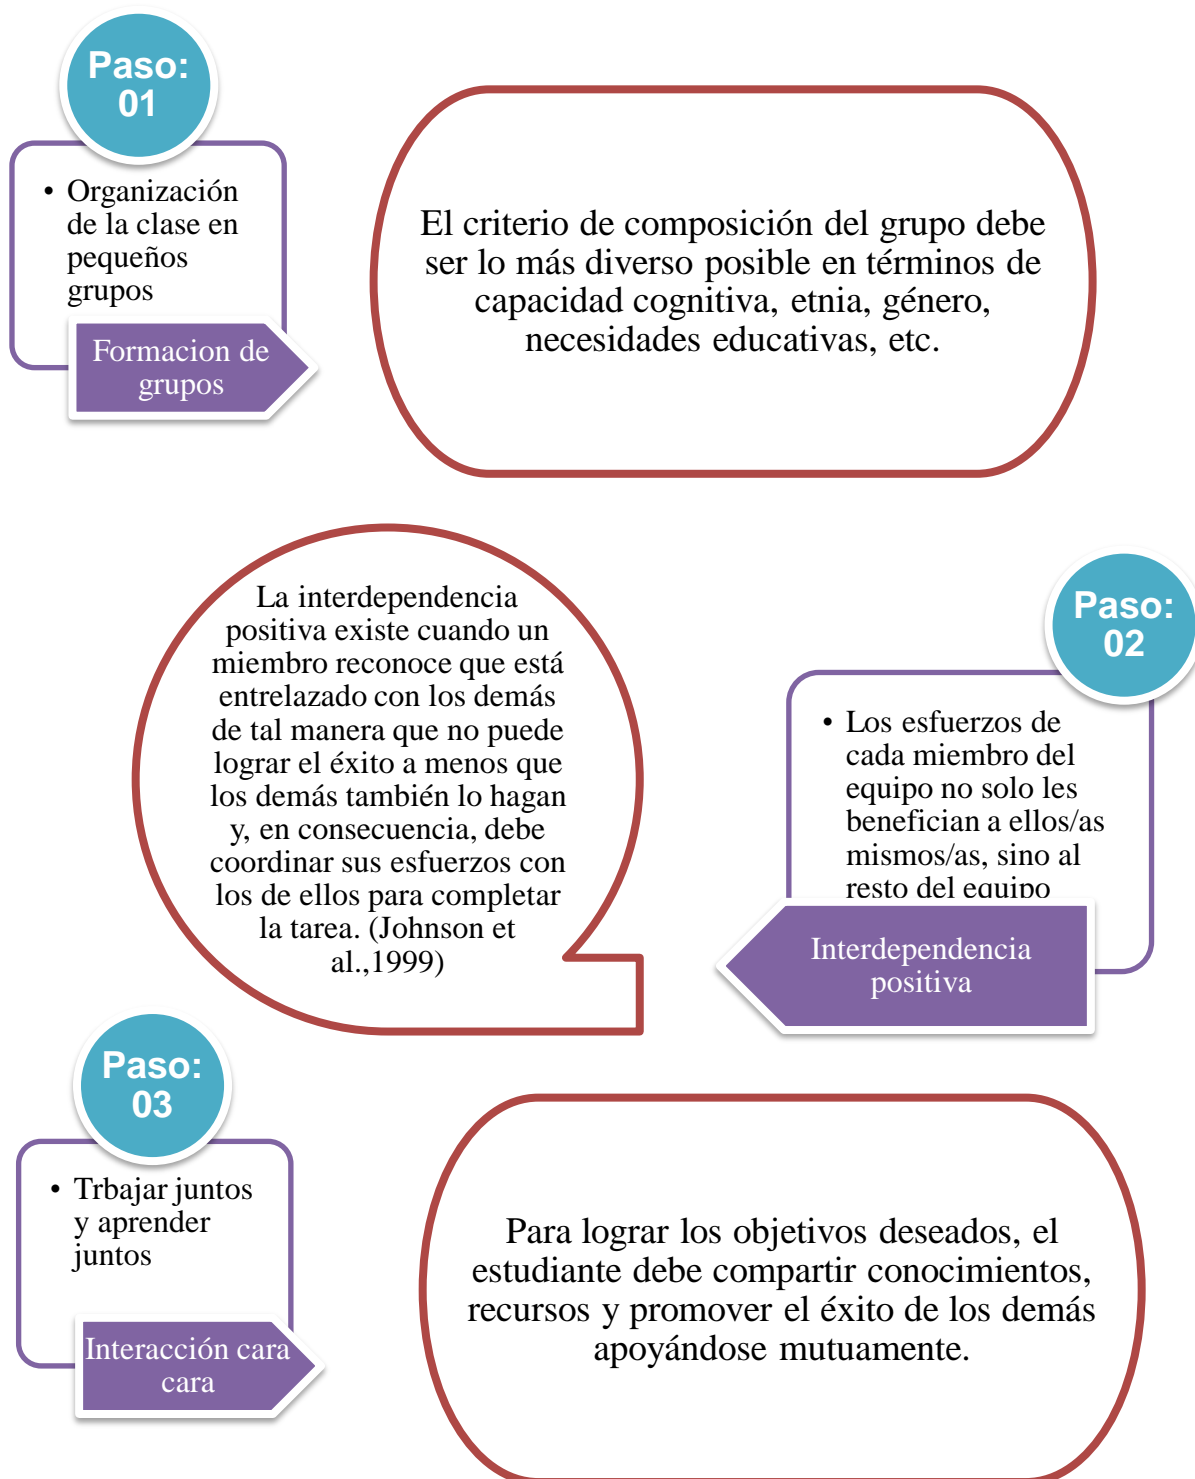 Paso:
01
• Organización
de la clase en
pequeños
grupos
Formacion de
grupos
El criterio de composición del grupo debe
ser lo más diverso posible en términos de
capacidad cognitiva, etnia, género,
necesidades educativas, etc.
La interdependencia
positiva existe cuando un
miembro reconoce que está
entrelazado con los demás
de tal manera que no puede
lograr el éxito a menos que
los demás también lo hagan
y, en consecuencia, debe
coordinar sus esfuerzos con
los de ellos para completar
la tarea. (Johnson et
al.,1999)
Paso:
02
• Los esfuerzos de
cada miembro del
equipo no solo les
benefician a ellos/as
mismos/as, sino al
resto del equipo
Interdependencia
positiva
Paso:
03
• Trbajar juntos
y aprender
juntos
Interacción cara
cara
Para lograr los objetivos deseados, el
estudiante debe compartir conocimientos,
recursos y promover el éxito de los demás
apoyándose mutuamente.